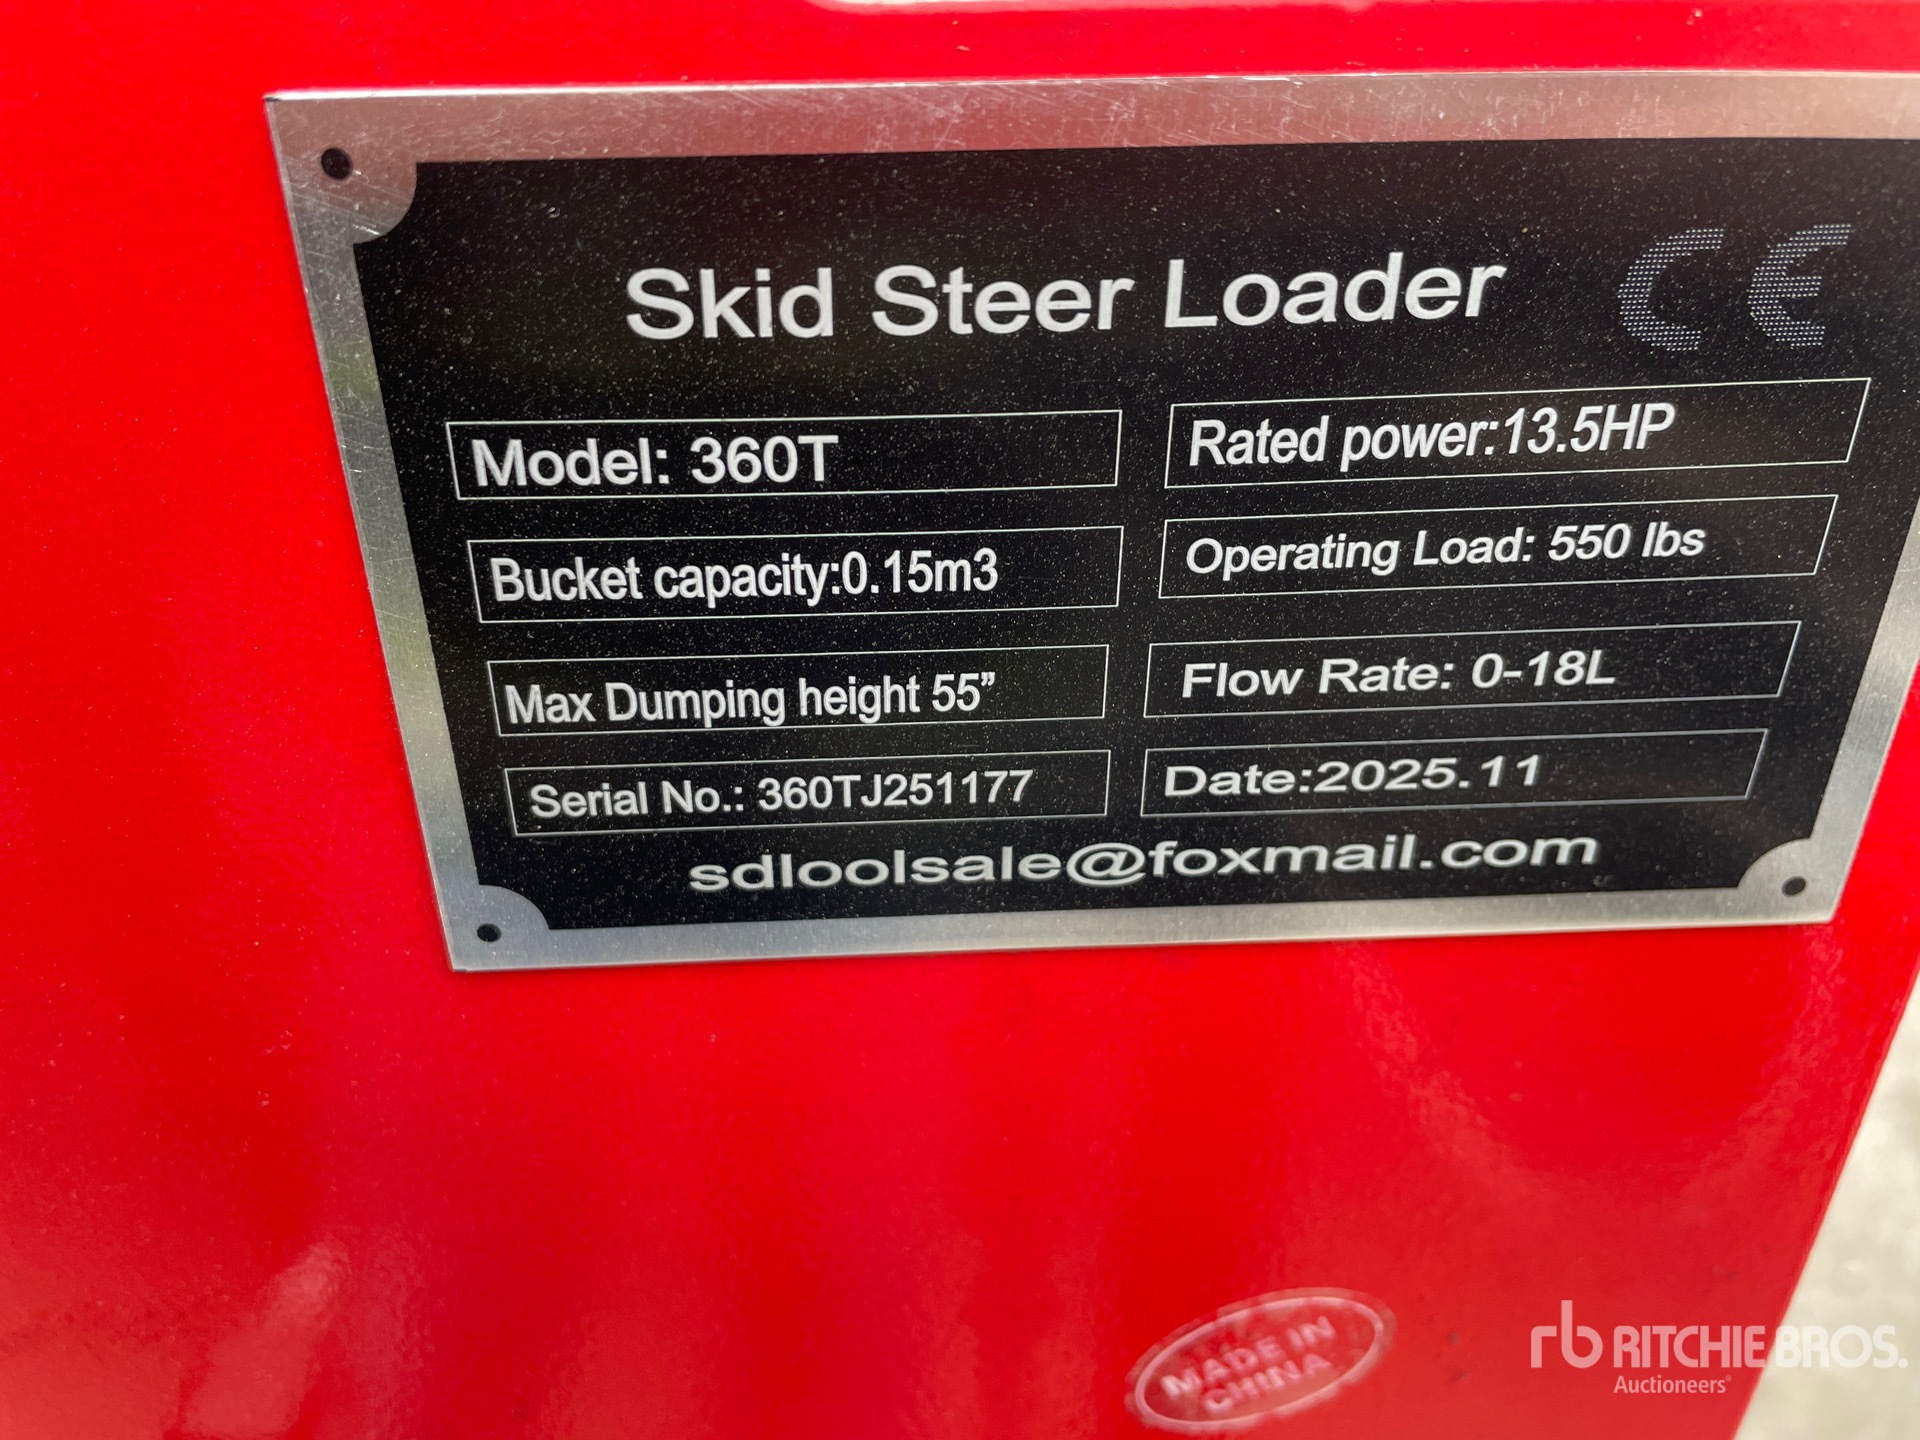 Skid Steer Loader
CE
Model: 360T
Rated power:13.5HP
Bucket capacity:0.15m3
Operating Load: 550 lbs
Max Dumping height 55”
Flow Rate: 0-18L
Serial No.: 360TJ251177
Date:2025.11
sdloolsale@foxmail.com
MADE IN
CHINA
rb RITCHIE BROS.
Auctioneers